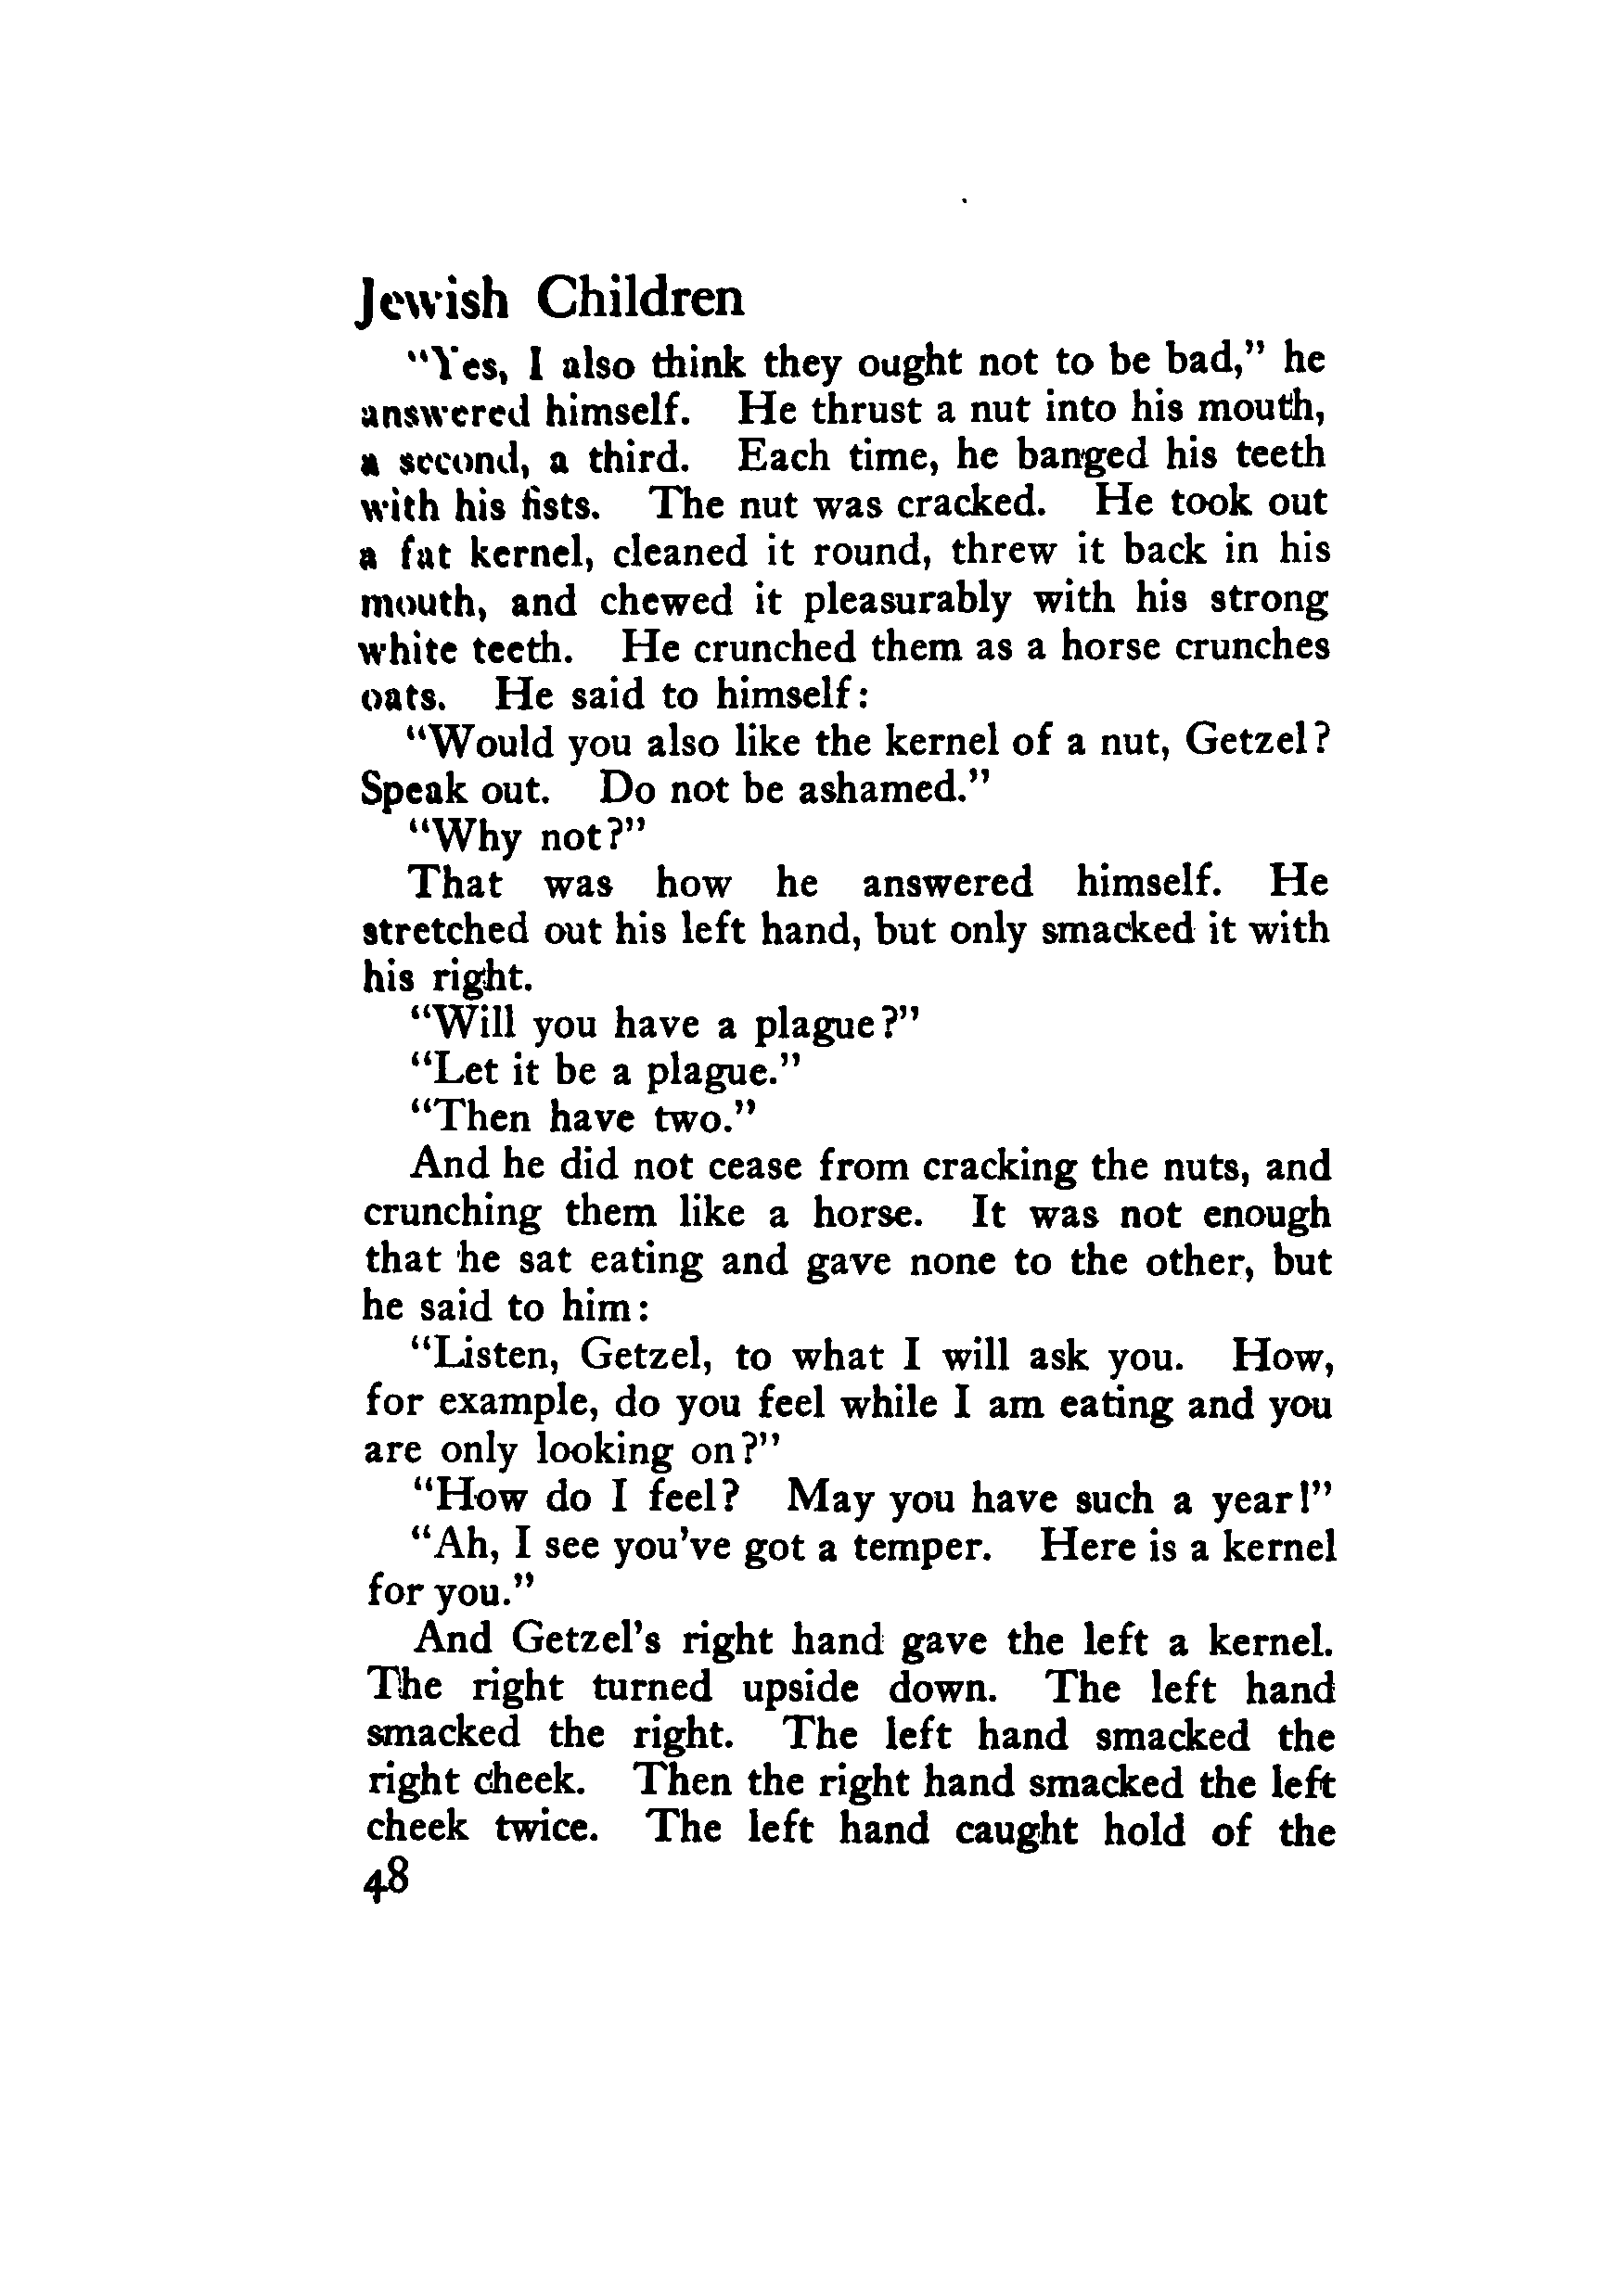 Jewish Children
"Yes, I also think they ought not to be bad," he
answered himself. He thrust a nut into his mouth,
a second, a third. Each time, he banged his teeth
with his fists. The nut was cracked. He took out
a fat kernel, cleaned it round, threw it back in his
mouth, and chewed it pleasurably with his strong
white teeth. He crunched them as a horse crunches
oats. He said to himself:
"Would you also like the kernel of a nut, Getzel?
Speak out. Do not be ashamed."
"Why not?"
That was how he answered himself. He
stretched out his left hand, but only smacked it with
his right.
"Will you have a plague?"
"Let it be a plague."
"Then have two."
And he did not cease from cracking the nuts, and
crunching them like a horse. It was not enough
that he sat eating and gave none to the other, but
he said to him:
"Listen, Getzel, to what I will ask you. How,
for example, do you feel while I am eating and you
are only looking on?"
"How do I feel? May you have such a year!"
"Ah, I see you've got a temper. Here is a kernel
for you."
And Getzel's right hand gave the left a kernel.
The right turned upside down. The left hand
smacked the right. The left hand smacked the
right cheek. Then the right hand smacked the left
cheek twice. The left hand caught hold of the
48